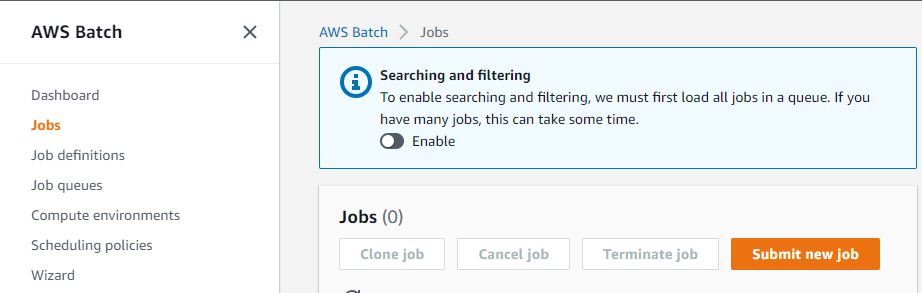 AWS Batch
Dashboard
Jobs
Job definitions
Job queues
Compute environments
Scheduling policies
Wizard
AWS Batch > Jobs
Searching and filtering
To enable searching and filtering, we must first load all jobs in a queue. If you
have many jobs, this can take some time.
Enable
Jobs (0)
Clone job Cancel job Terminate job Submit new job